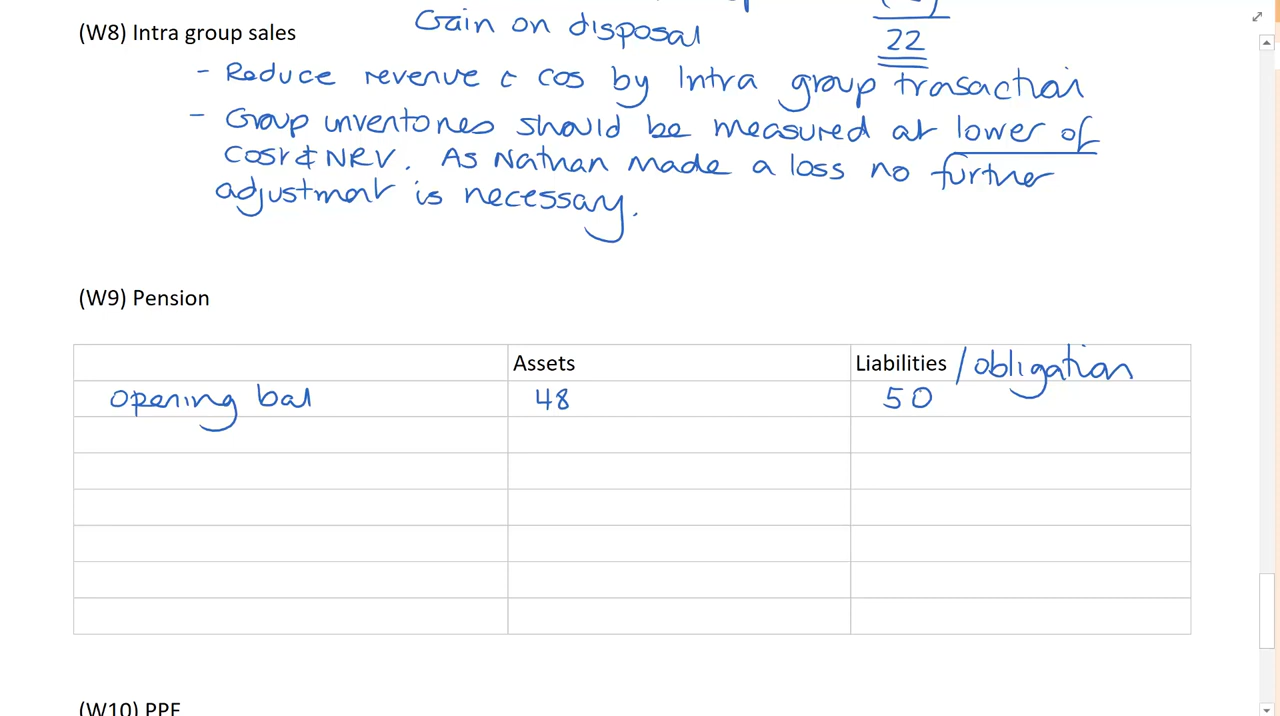 Gain on disposal 22
(W8) Intra group sales
- Reduce revenue & COS by Intra group transaction
- Group inventories should be measured at lower of
cost & NRV. As Nathan made a loss no further
adjustment is necessary.
(W9) Pension
Assets Liabilities / obligation
opening bal 48 50
(W10) PPE